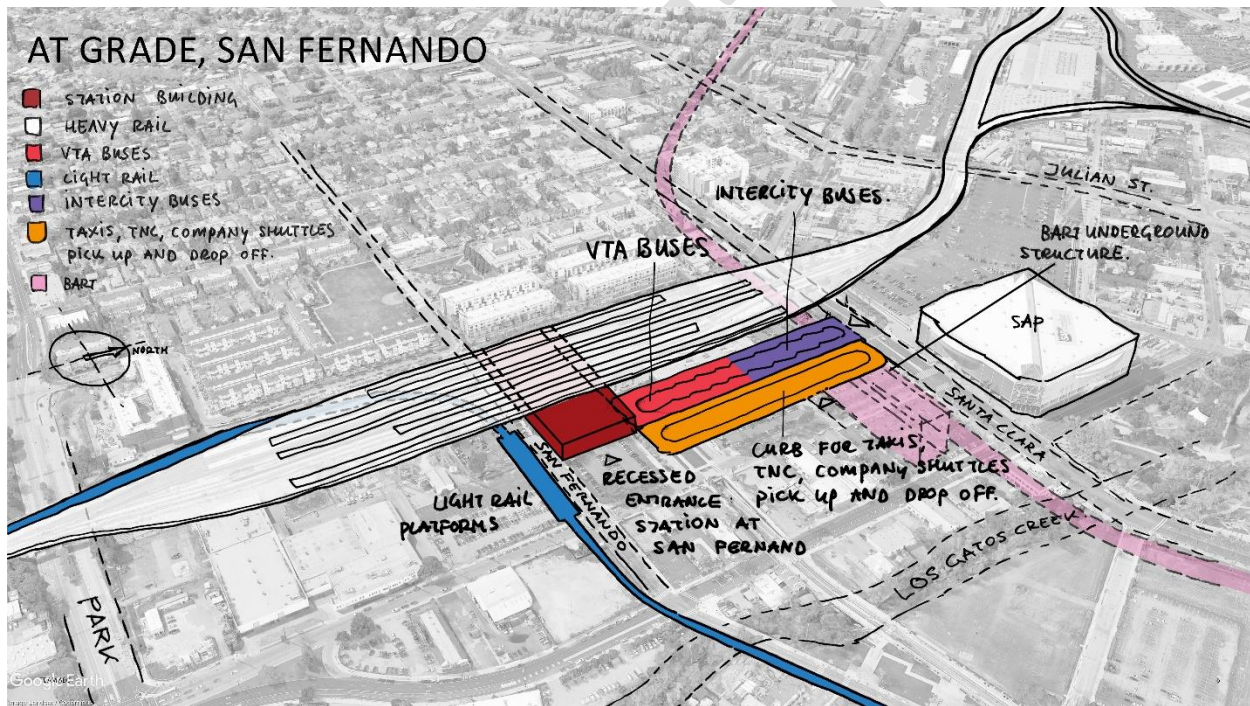 AT GRADE, SAN FERNANDO
STATION BUILDING
HEAVY RAIL
VTA BUSES
LIGHT RAIL
INTERCITY BUSES
TAXIS, TNC, COMPANY SHUTTLES
PICK UP AND DROP OFF.
BART
NORTH
JULIAN ST.
INTERCITY BUSES.
VTA BUSES
BART UNDERGROUND
STRUCTURE.
SAP
SANTA CLARA
SAN FERNANDO
CURB FOR TAXIS,
TNC, COMPANY SHUTTLES
PICK UP AND DROP OFF.
RECESSED
ENTRANCE
STATION AT
SAN FERNAND
LIGHT RAIL
PLATFORMS
LOS GATOS CREEK
PARK
Google Earth